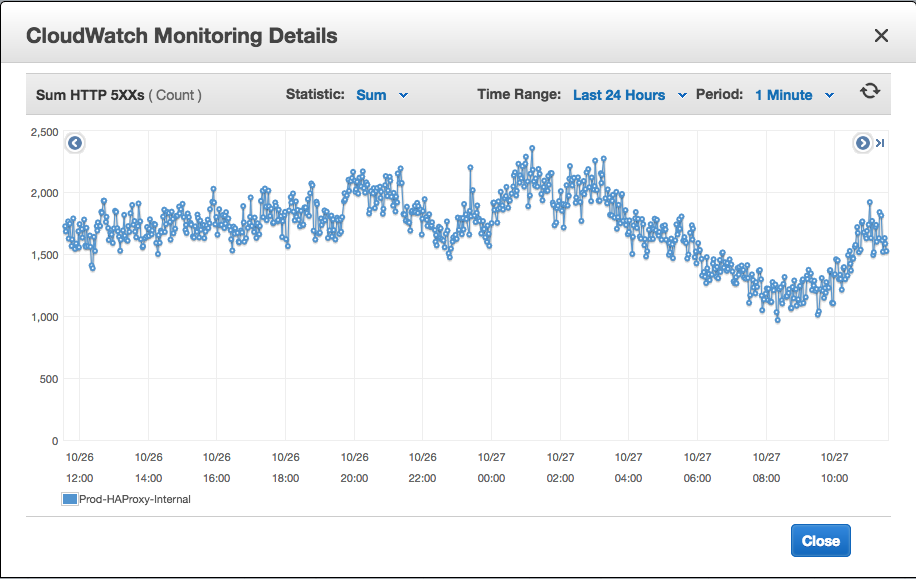 CloudWatch Monitoring Details
Sum HTTP 5XXs ( Count ) Statistic: Sum Time Range: Last 24 Hours Period: 1 Minute
2,500
2,000
1,500
1,000
500
0
10/26 10/26 10/26 10/26 10/26 10/26 10/27 10/27 10/27 10/27 10/27 10/27
12:00 14:00 16:00 18:00 20:00 22:00 00:00 02:00 04:00 06:00 08:00 10:00
Prod-HAProxy-Internal
Close